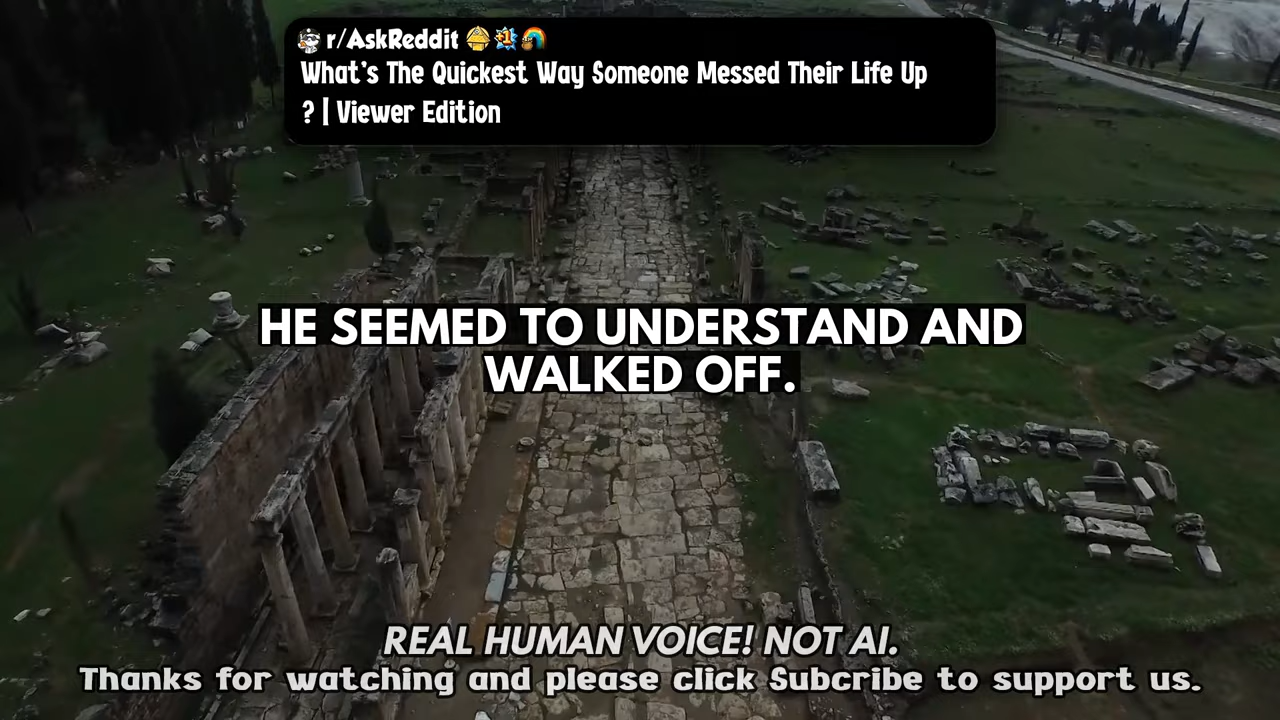 r/AskReddit
What's The Quickest Way Someone Messed Their Life Up
? | Viewer Edition
HE SEEMED TO UNDERSTAND AND
WALKED OFF.
REAL HUMAN VOICE! NOT AI.
Thanks for watching and please click Subcribe to support us.